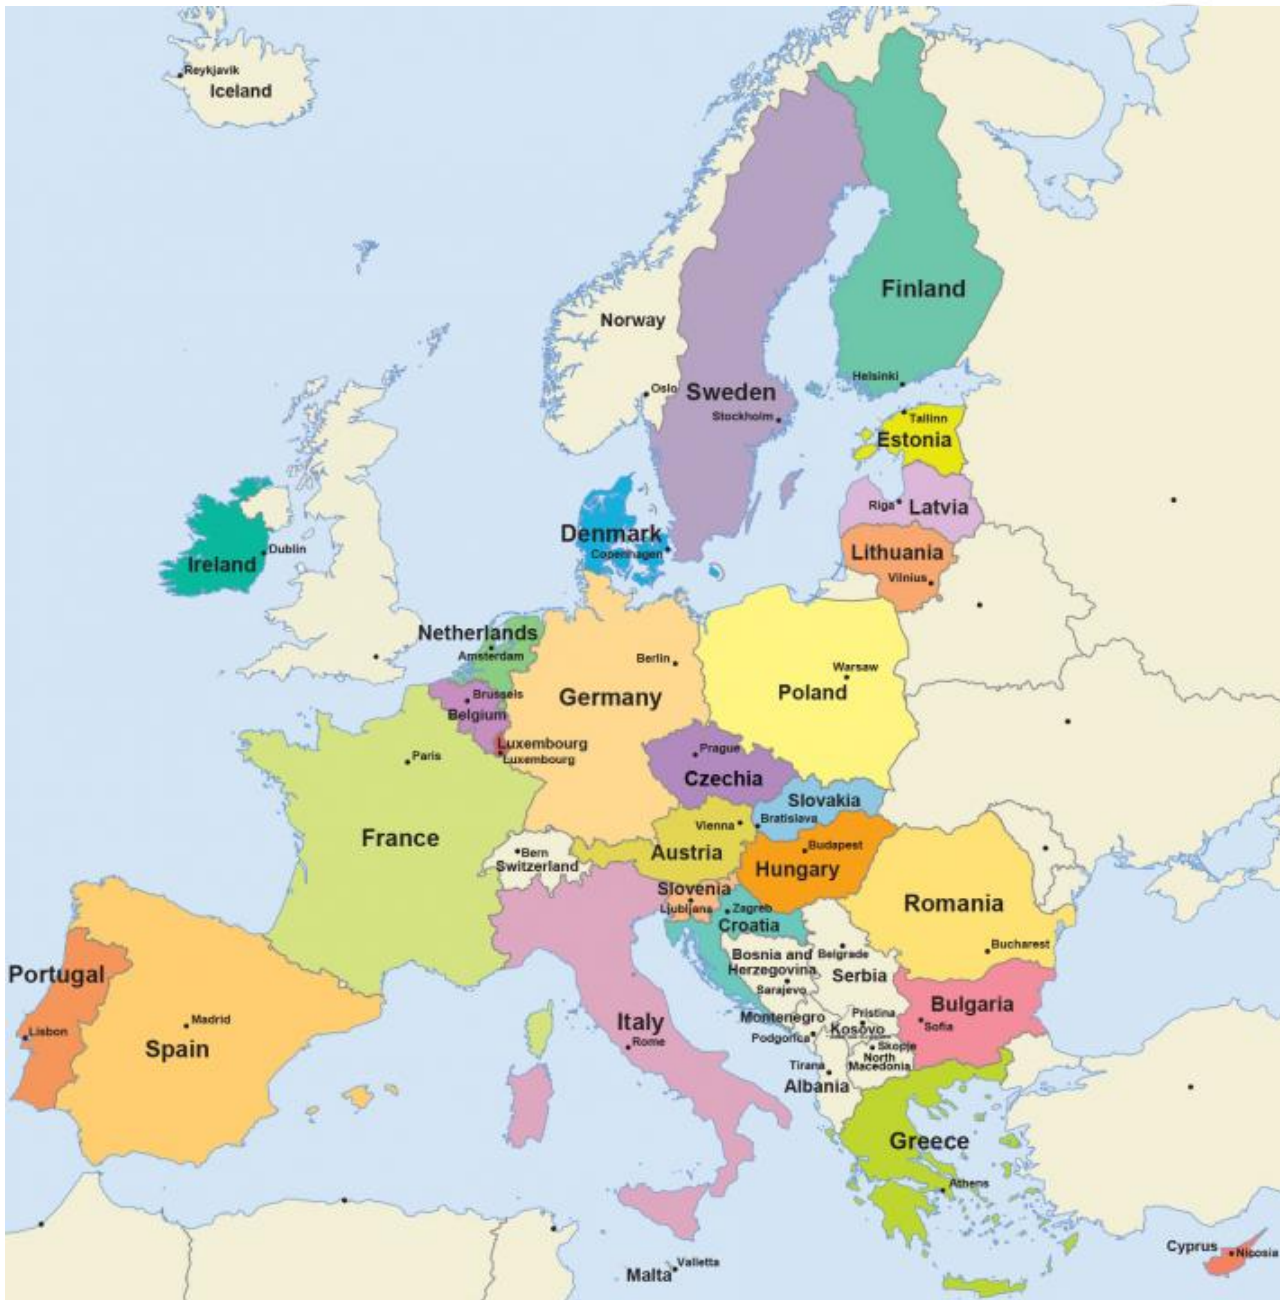 Reykjavik
Iceland
Finland
Norway
Helsinki
Oslo
Sweden
Stockholm
Tallinn
Estonia
Riga
Latvia
Denmark
Copenhagen
Dublin
Ireland
Lithuania
Vilnius
Netherlands
Amsterdam
Berlin
Warsaw
Germany
Poland
Brussels
Belgium
Luxembourg
Luxembourg
Paris
Prague
Czechia
Slovakia
Bratislava
Vienna
France
Bern
Switzerland
Austria
Budapest
Hungary
Slovenia
Ljubljana
Zagreb
Croatia
Romania
Bucharest
Bosnia and
Herzegovina
Sarajevo
Belgrade
Serbia
Portugal
Lisbon
Madrid
Spain
Italy
Rome
Montenegro
Podgorica
Pristina
Kosovo
Bulgaria
Sofia
Skopje
North
Macedonia
Tirana
Albania
Greece
Athens
Cyprus
Nicosia
Malta
Valletta